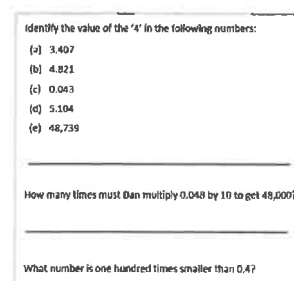 Identify the value of the '4' in the following numbers:
(a) 3.407
(b) 4.821
(c) 0.043
(d) 5.104
(e) 48,739
How many times must Dan multiply 0.048 by 10 to get 48,000?
What number is one hundred times smaller than 0.4?